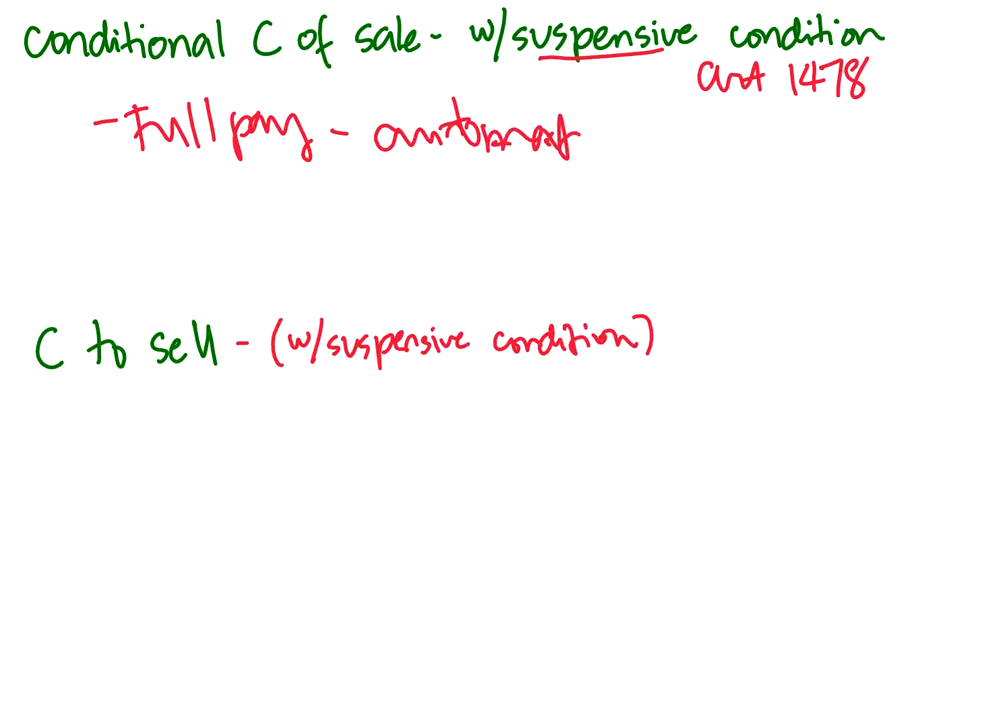 conditional C of sale - w/suspensive condition
art 1478
- Full pay - automat
C to sell - (w/suspensive condition)